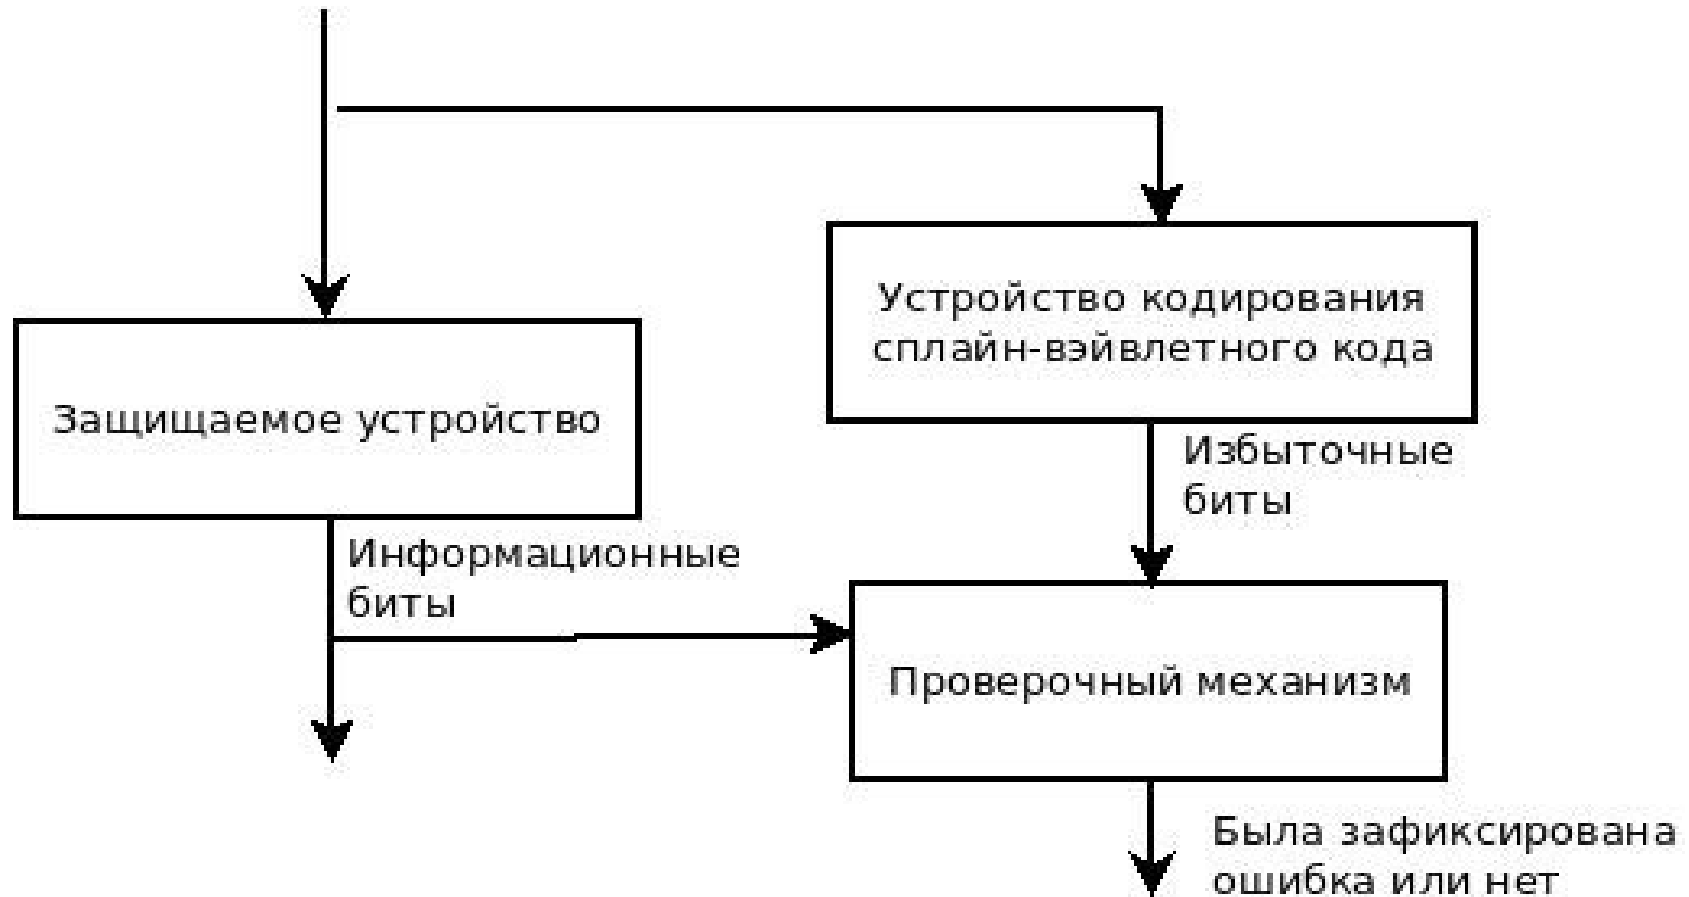 Устройство кодирования
сплайн-вэйвлетного кода
Защищаемое устройство
Избыточные
биты
Информационные
биты
Проверочный механизм
Была зафиксирована
ошибка или нет